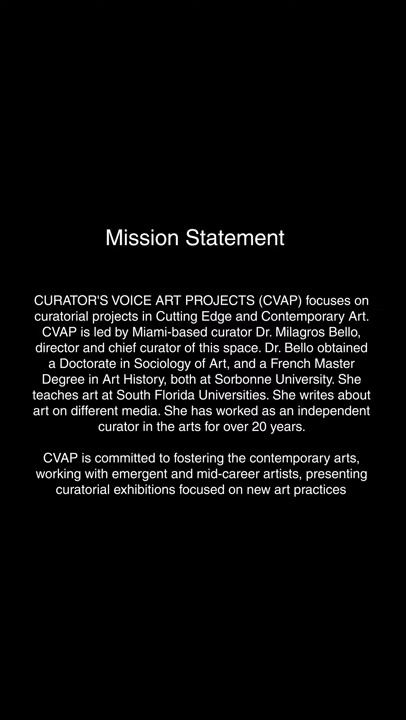 Mission Statement
CURATOR'S VOICE ART PROJECTS (CVAP) focuses on
curatorial projects in Cutting Edge and Contemporary Art.
CVAP is led by Miami-based curator Dr. Milagros Bello,
director and chief curator of this space. Dr. Bello obtained
a Doctorate in Sociology of Art, and a French Master
Degree in Art History, both at Sorbonne University. She
teaches art at South Florida Universities. She writes about
art on different media. She has worked as an independent
curator in the arts for over 20 years.
CVAP is committed to fostering the contemporary arts,
working with emergent and mid-career artists, presenting
curatorial exhibitions focused on new art practices